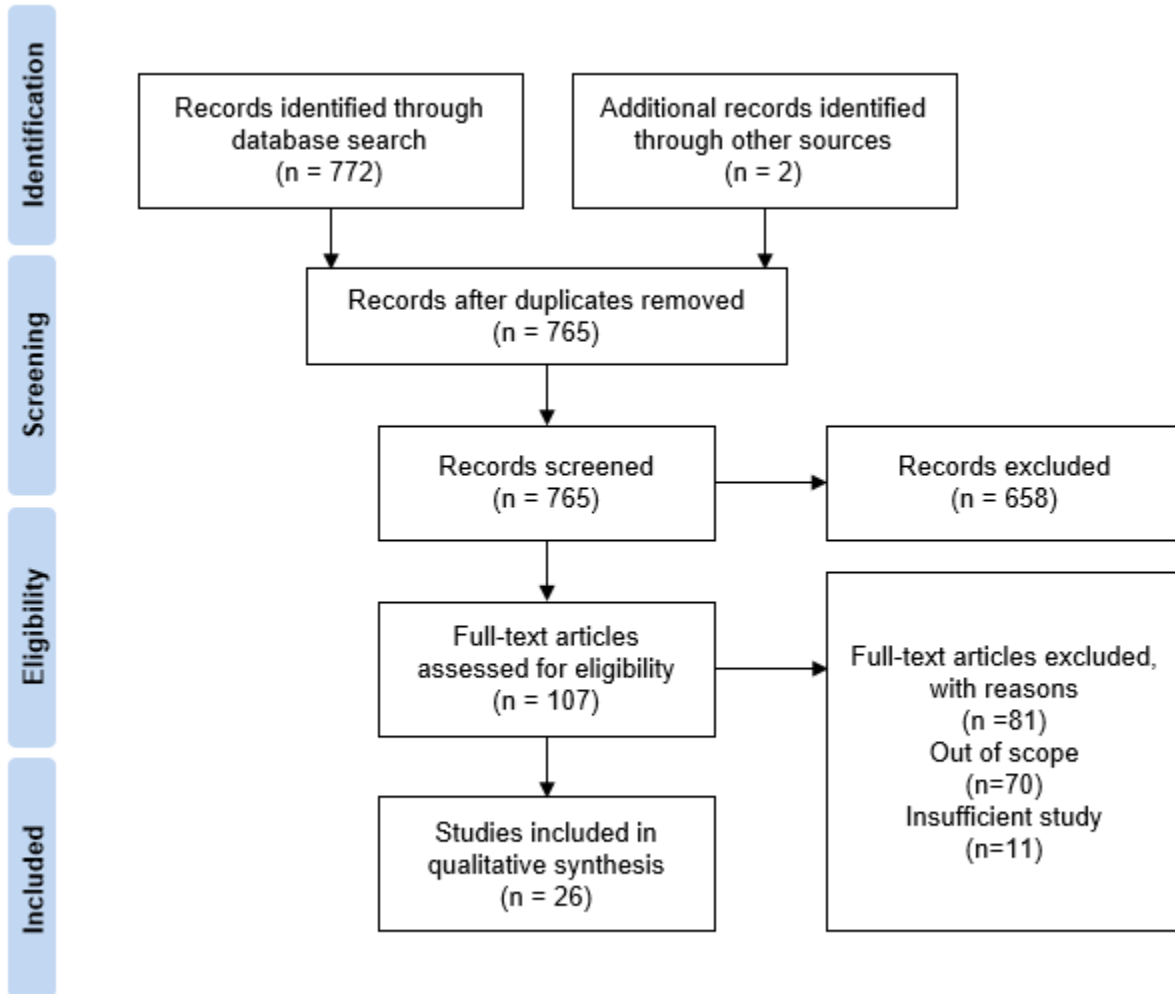 Identification
Records identified through
database search
(n = 772)
Additional records identified
through other sources
(n = 2)
Screening
Records after duplicates removed
(n = 765)
Records screened
(n = 765)
Records excluded
(n = 658)
Eligibility
Full-text articles
assessed for eligibility
(n = 107)
Full-text articles excluded,
with reasons
(n =81)
Out of scope
(n=70)
Insufficient study
(n=11)
Included
Studies included in
qualitative synthesis
(n = 26)